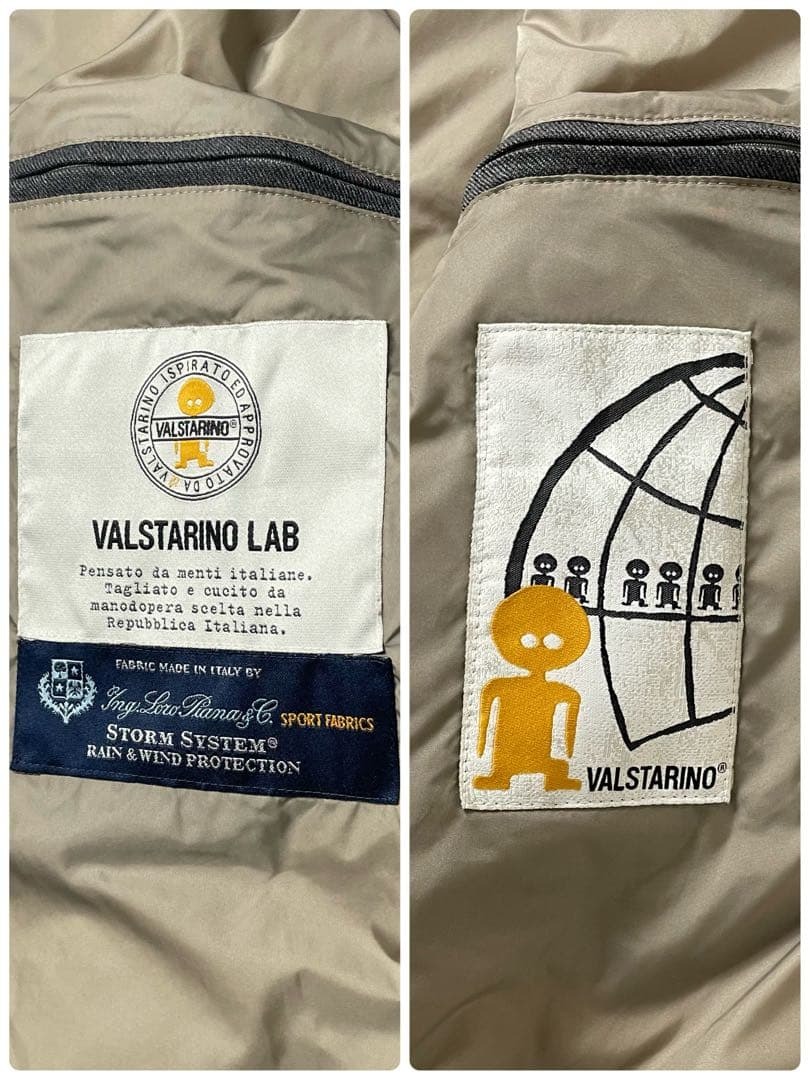 VALSTARINO ISPIRATO ED APPROVATO DA
VALSTARINO®
VALSTARINO LAB
Pensato da menti italiane.
Tagliato e cucito da
manodopera scelta nella
Repubblica Italiana.
FABRIC MADE IN ITALY BY
Ing. Loro Piana & C. SPORT FABRICS
STORM SYSTEM®
RAIN & WIND PROTECTION
VALSTARINO®